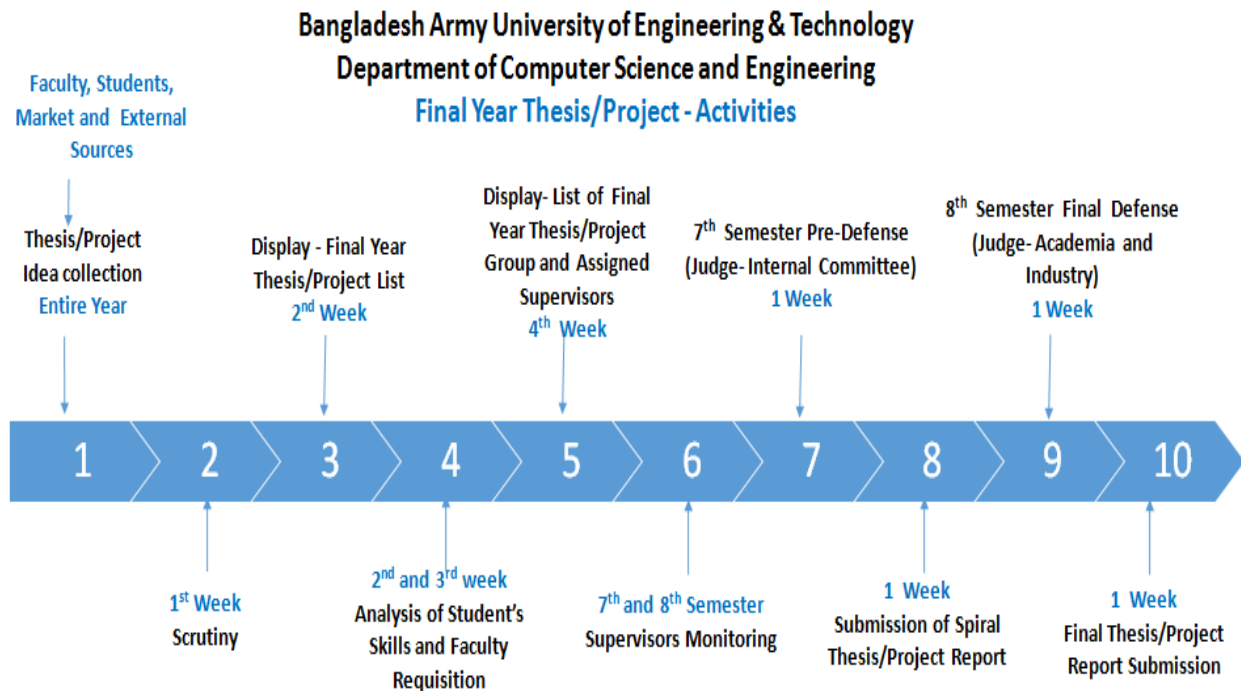 Bangladesh Army University of Engineering & Technology
Department of Computer Science and Engineering
Final Year Thesis/Project - Activities
Faculty, Students,
Market and External
Sources
Thesis/Project
Idea collection
Entire Year
Display - Final Year
Thesis/Project List
2nd Week
Display- List of Final
Year Thesis/Project
Group and Assigned
Supervisors
4th Week
7th Semester Pre-Defense
(Judge- Internal Committee)
1 Week
8th Semester Final Defense
(Judge- Academia and
Industry)
1 Week
1 2 3 4 5 6 7 8 9 10
1st Week
Scrutiny
2nd and 3rd week
Analysis of Student's
Skills and Faculty
Requisition
7th and 8th Semester
Supervisors Monitoring
1 Week
Submission of Spiral
Thesis/Project Report
1 Week
Final Thesis/Project
Report Submission